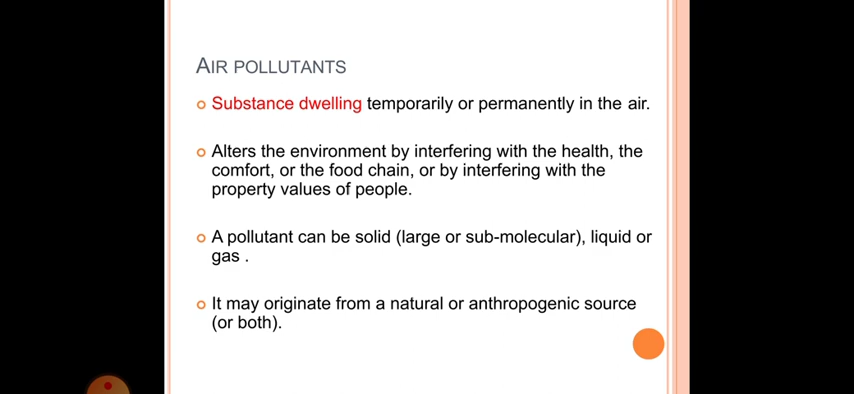 AIR POLLUTANTS
Substance dwelling temporarily or permanently in the air.
Alters the environment by interfering with the health, the
comfort, or the food chain, or by interfering with the
property values of people.
A pollutant can be solid (large or sub-molecular), liquid or
gas .
It may originate from a natural or anthropogenic source
(or both).